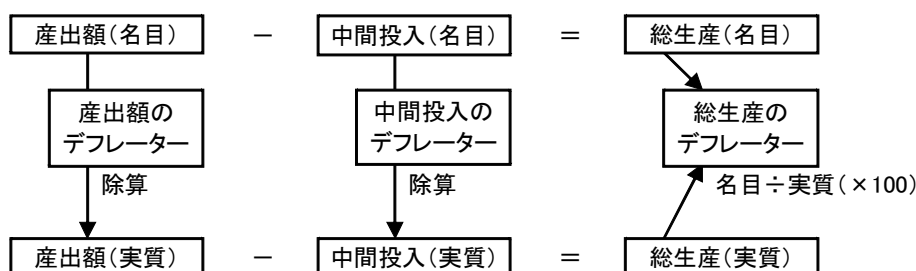 産出額(名目) － 中間投入(名目) ＝ 総生産(名目)
産出額の
デフレーター
中間投入の
デフレーター
総生産の
デフレーター
除算
除算
名目÷実質(×100)
産出額(実質) － 中間投入(実質) ＝ 総生産(実質)